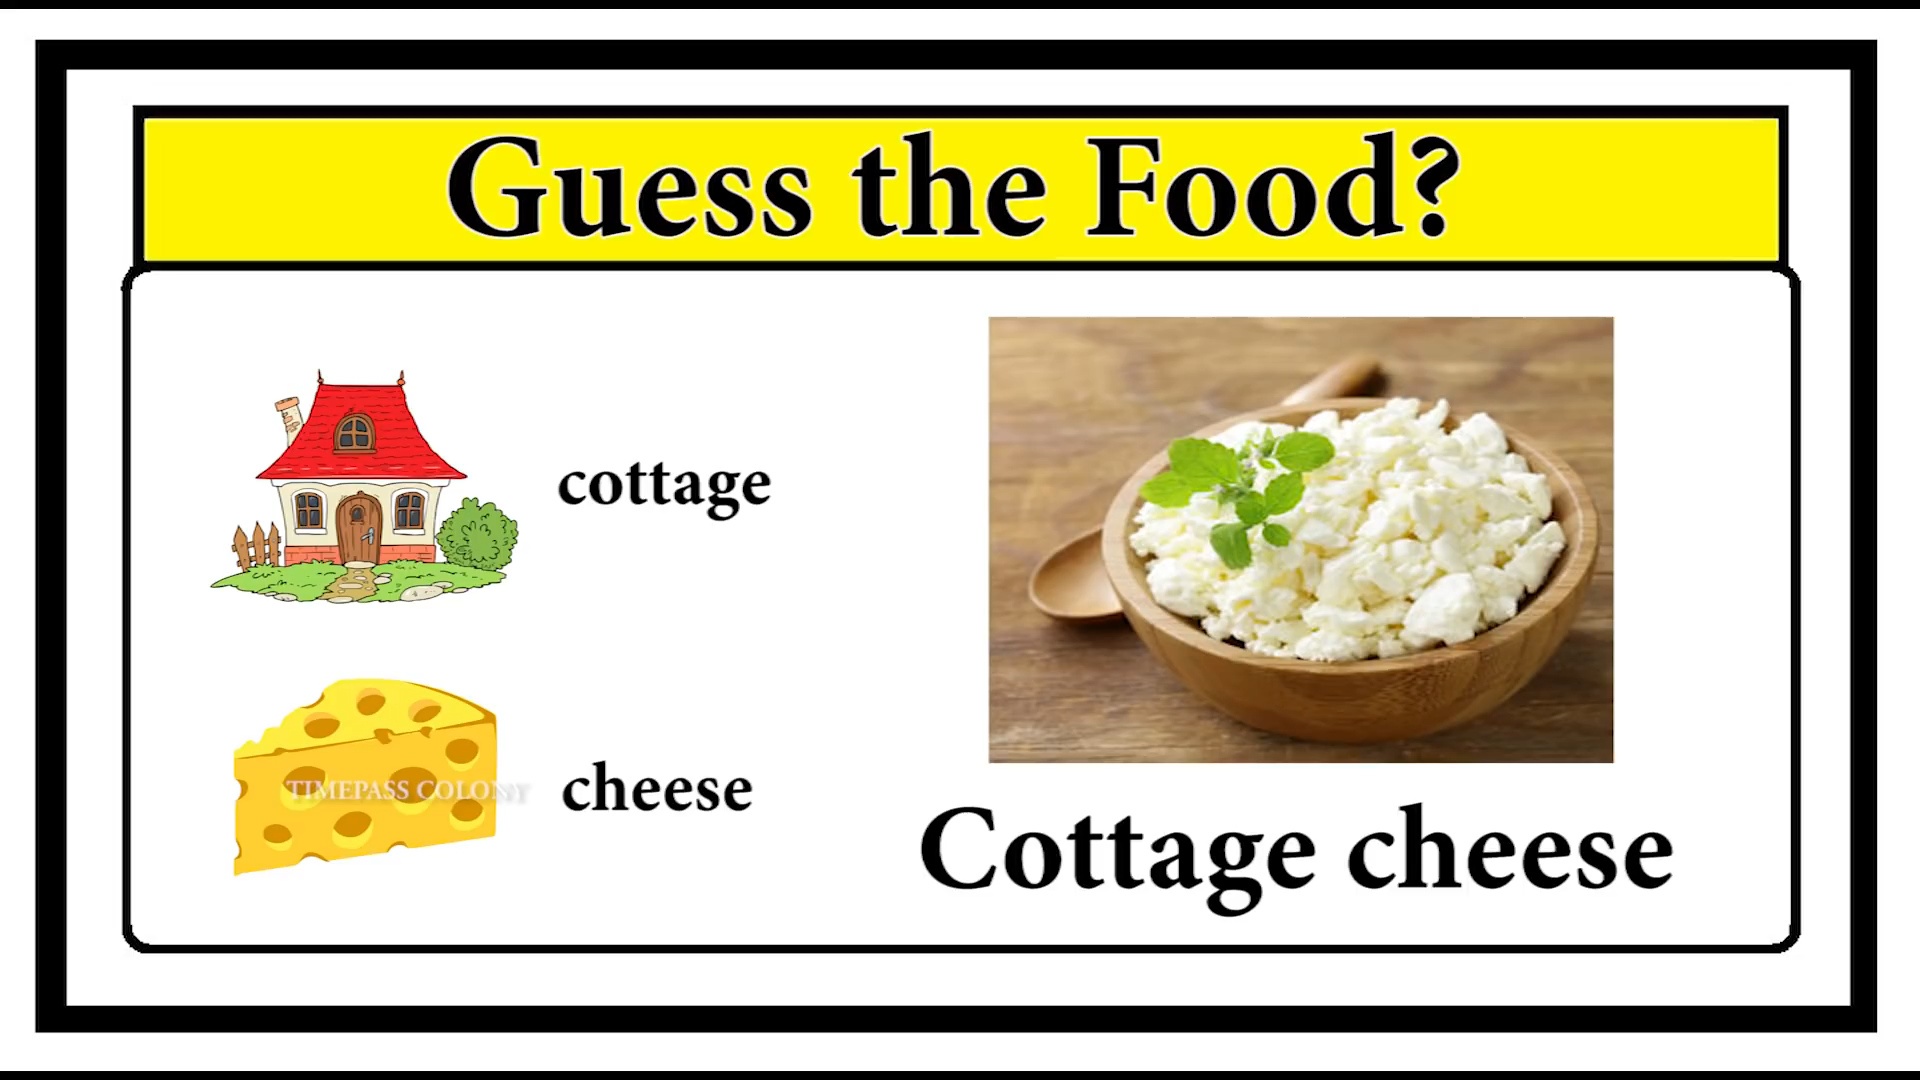 Guess the Food?
cottage
TIMEPASS COLONY
cheese
Cottage cheese